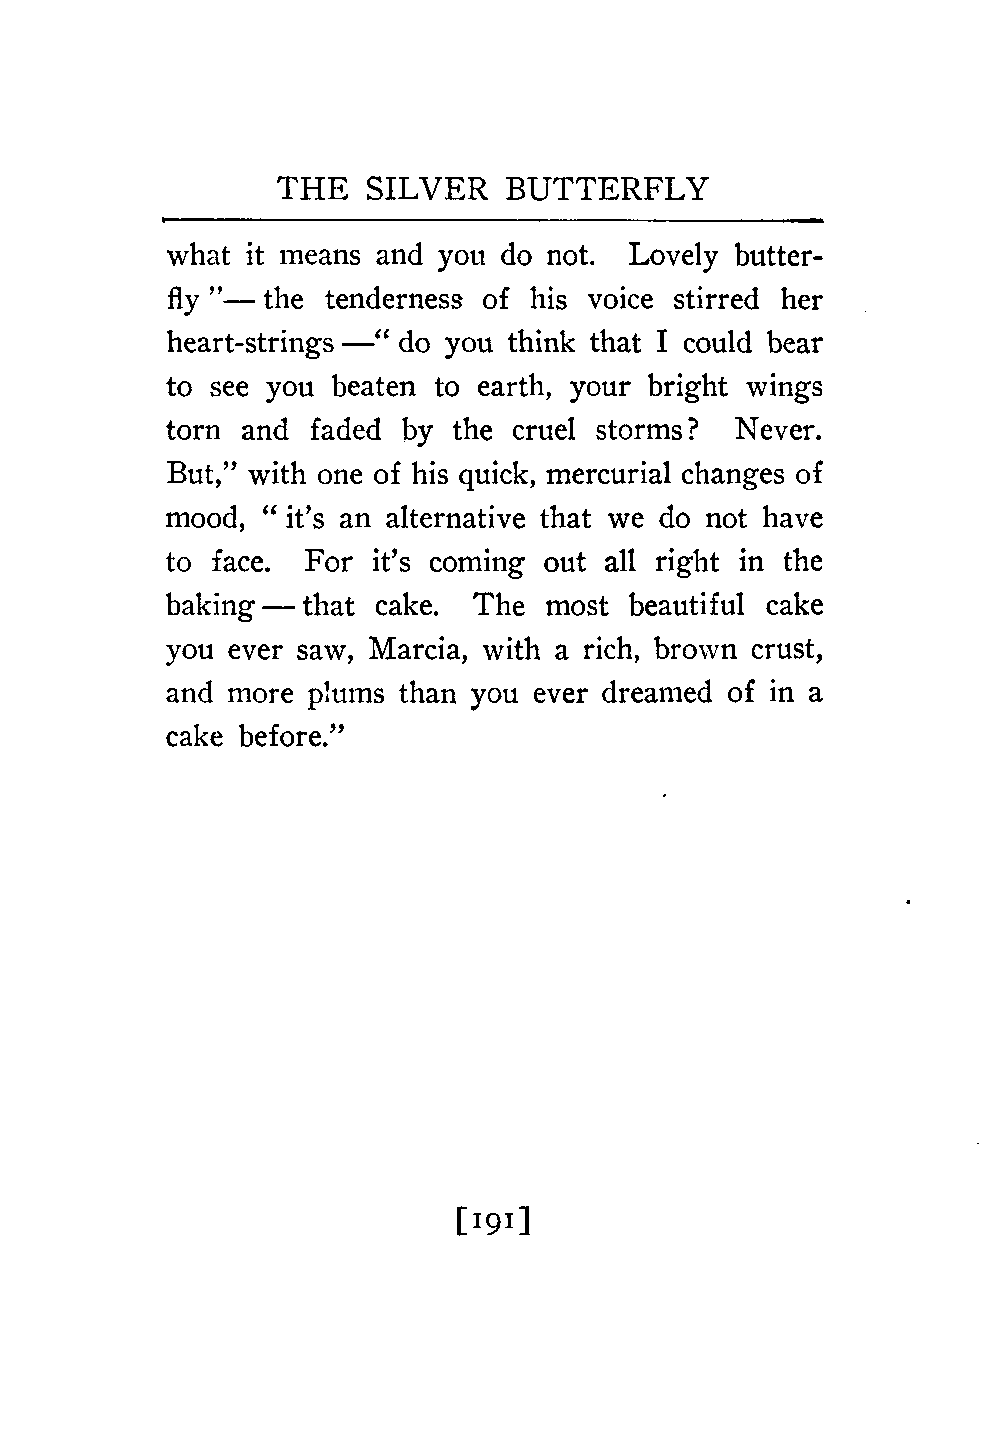 THE SILVER BUTTERFLY
what it means and you do not. Lovely butter-
fly "— the tenderness of his voice stirred her
heart-strings —" do you think that I could bear
to see you beaten to earth, your bright wings
torn and faded by the cruel storms? Never.
But," with one of his quick, mercurial changes of
mood, " it's an alternative that we do not have
to face. For it's coming out all right in the
baking — that cake. The most beautiful cake
you ever saw, Marcia, with a rich, brown crust,
and more plums than you ever dreamed of in a
cake before."
[191]